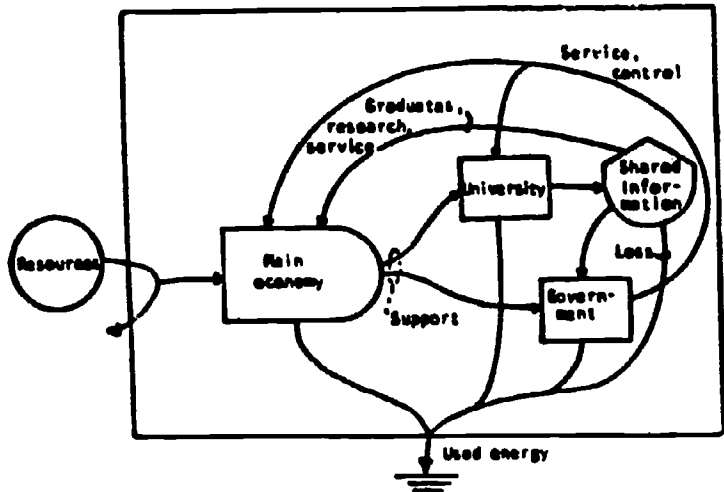 Service,
control
Graduates,
research,
service
University
Shared
Infor-
mation
Resources
Main
economy
Loss
Govern-
ment
Support
Used energy